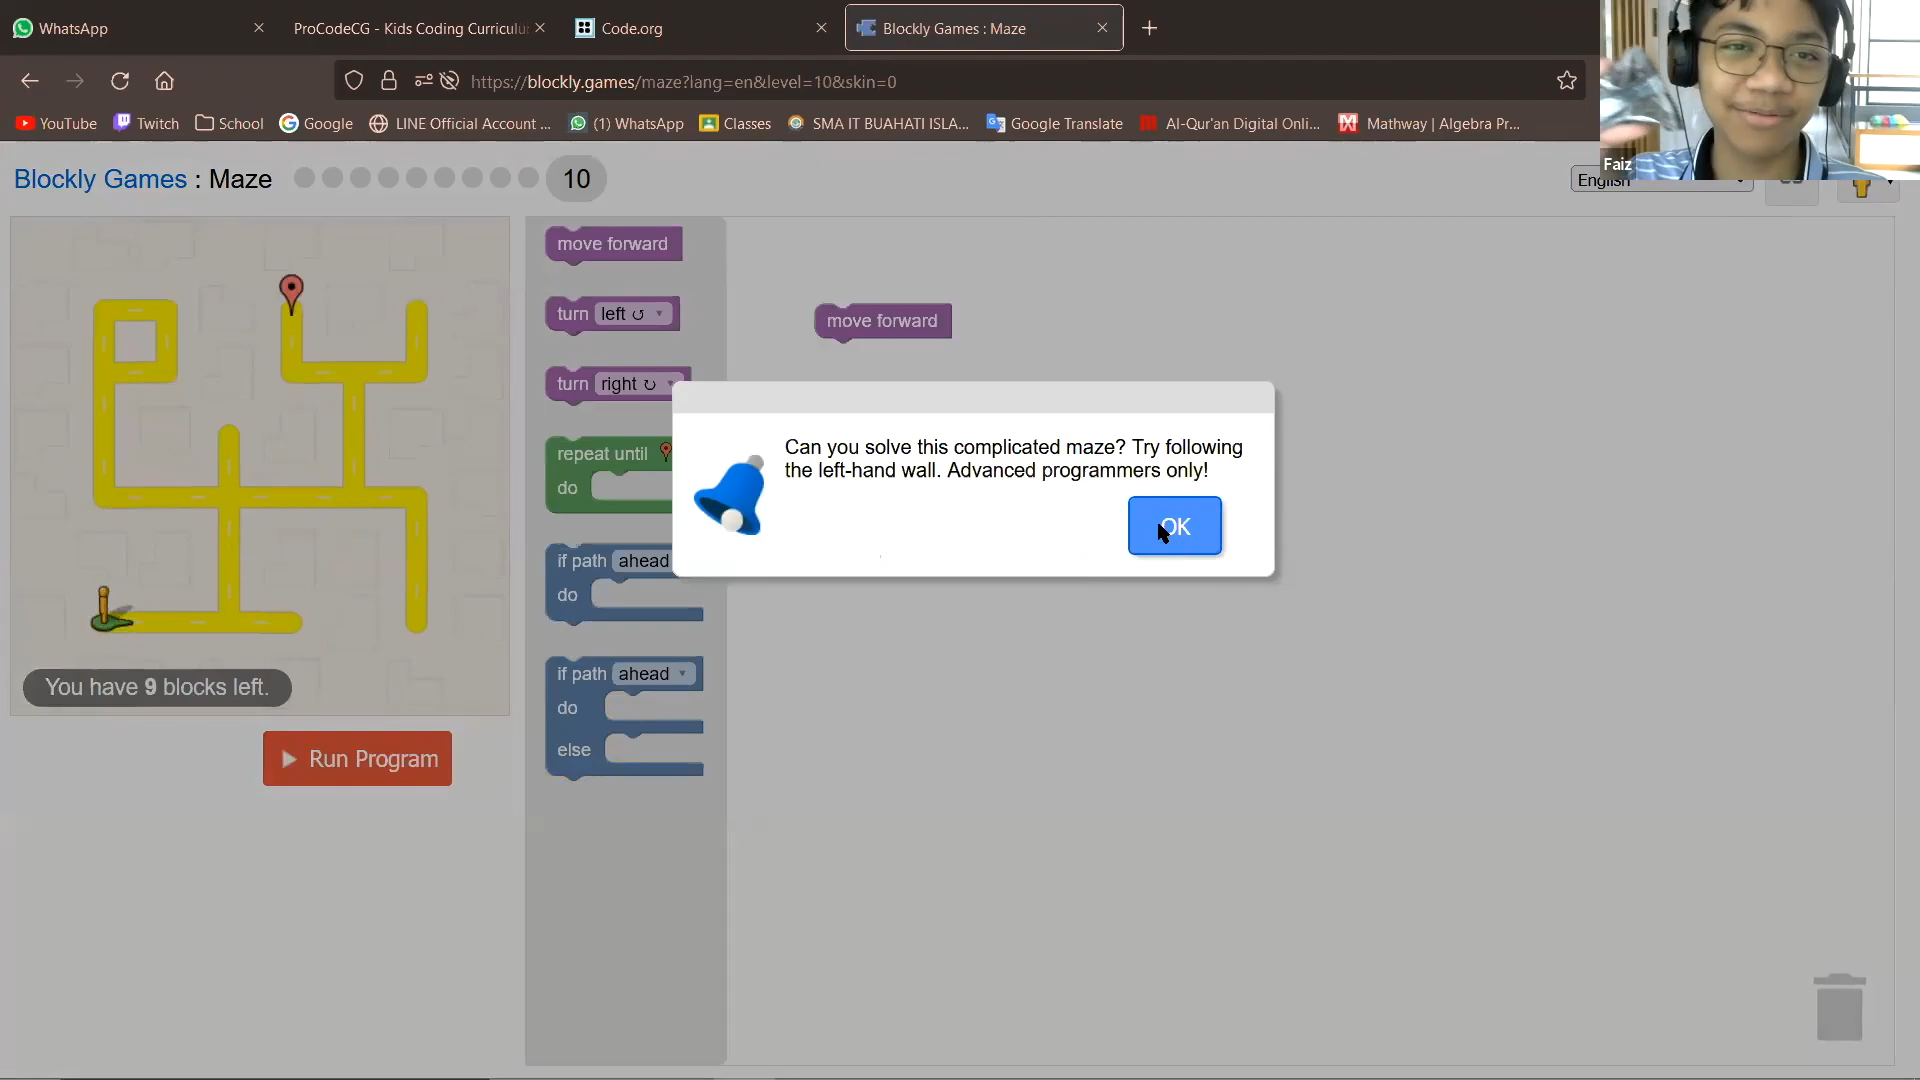 WhatsApp
ProCodeCG - Kids Coding Curriculu
Code.org
Blockly Games : Maze
https://blockly.games/maze?lang=en&level=10&skin=0
YouTube
Twitch
School
Google
LINE Official Account ...
(1) WhatsApp
Classes
SMA IT BUAHATI ISLA...
Google Translate
Al-Qur'an Digital Onli...
Mathway | Algebra Pr...
Faiz
Blockly Games : Maze
10
English
move forward
turn left
turn right
repeat until
do
if path ahead
do
if path ahead
do
else
move forward
Can you solve this complicated maze? Try following
the left-hand wall. Advanced programmers only!
OK
You have 9 blocks left.
Run Program